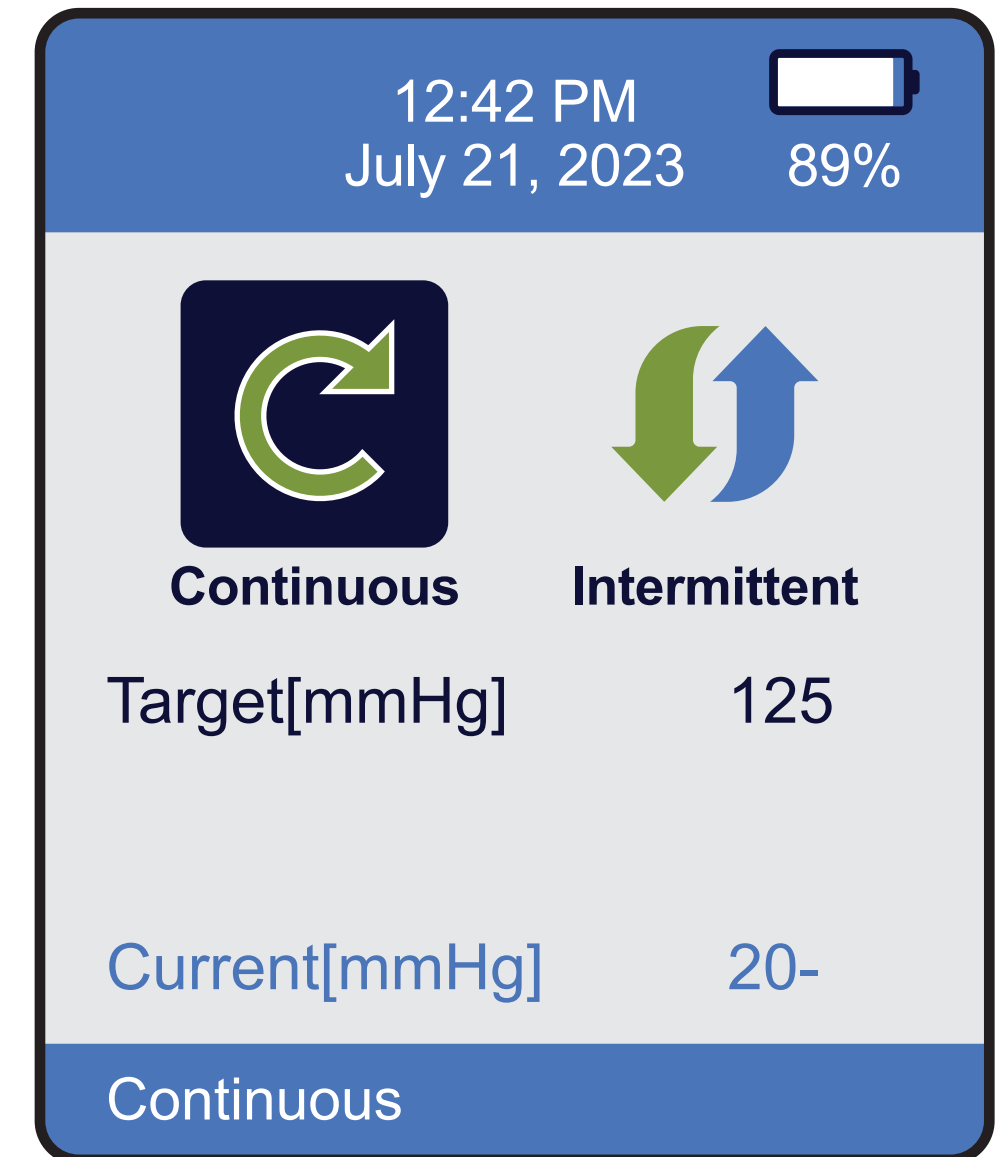 12:42 PM
July 21, 2023 89%
Continuous Intermittent
Target[mmHg] 125
Current[mmHg] 20-
Continuous